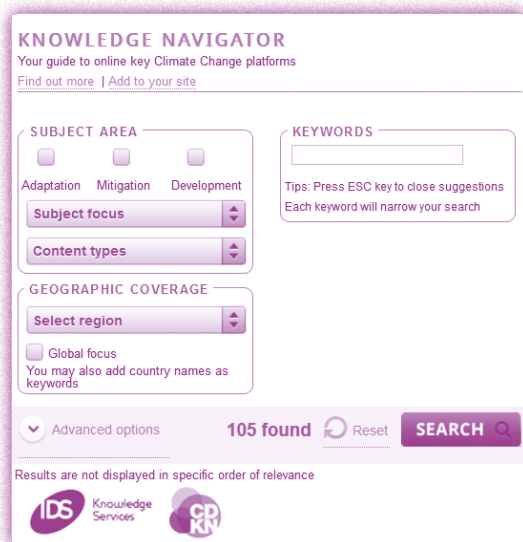 KNOWLEDGE NAVIGATOR
Your guide to online key Climate Change platforms
Find out more | Add to your site
SUBJECT AREA
Adaptation Mitigation Development
Subject focus
Content types
KEYWORDS
Tips: Press ESC key to close suggestions
Each keyword will narrow your search
GEOGRAPHIC COVERAGE
Select region
Global focus
You may also add country names as
keywords
Advanced options
105 found
Reset
SEARCH
Results are not displayed in specific order of relevance
IDS Knowledge
Services
CD
KN